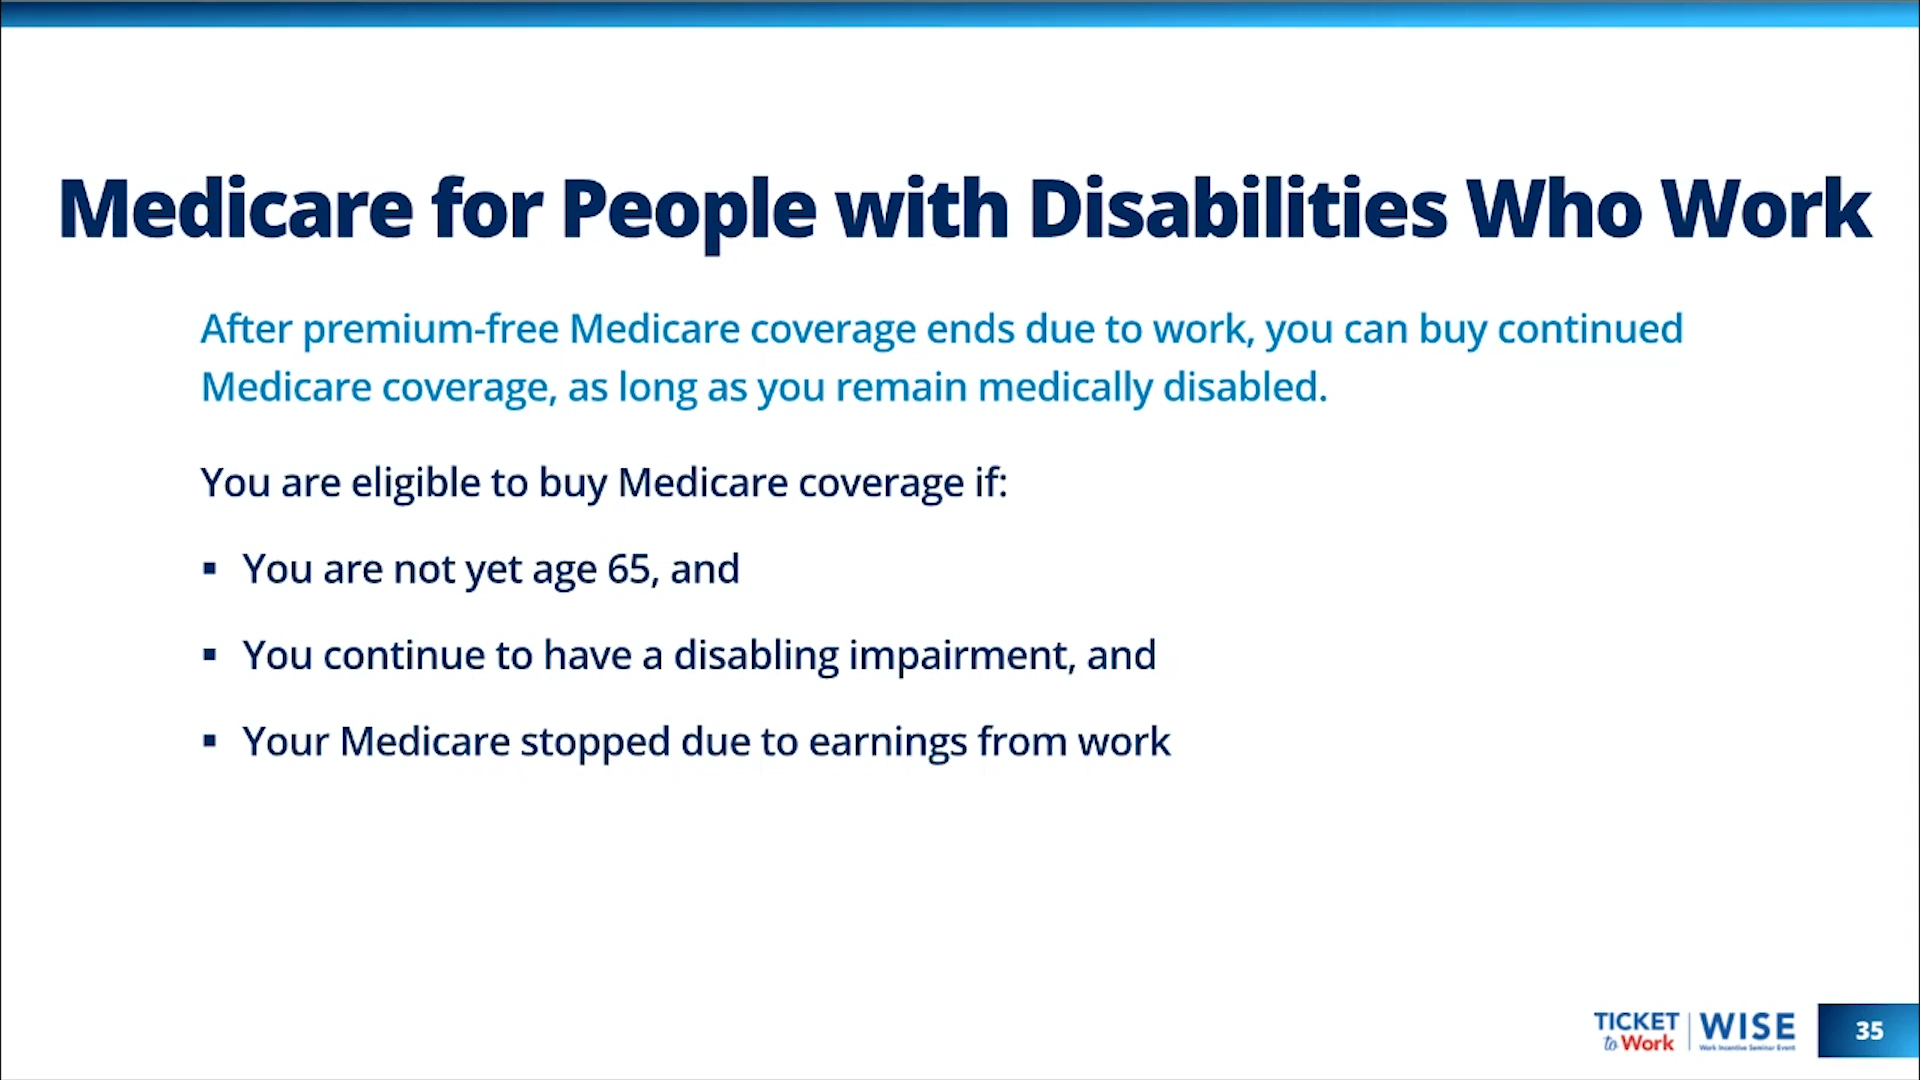 Medicare for People with Disabilities Who Work
After premium-free Medicare coverage ends due to work, you can buy continued
Medicare coverage, as long as you remain medically disabled.
You are eligible to buy Medicare coverage if:
▪ You are not yet age 65, and
▪ You continue to have a disabling impairment, and
▪ Your Medicare stopped due to earnings from work
TICKET
to Work
WISE
Work Incentive Seminar Event
35